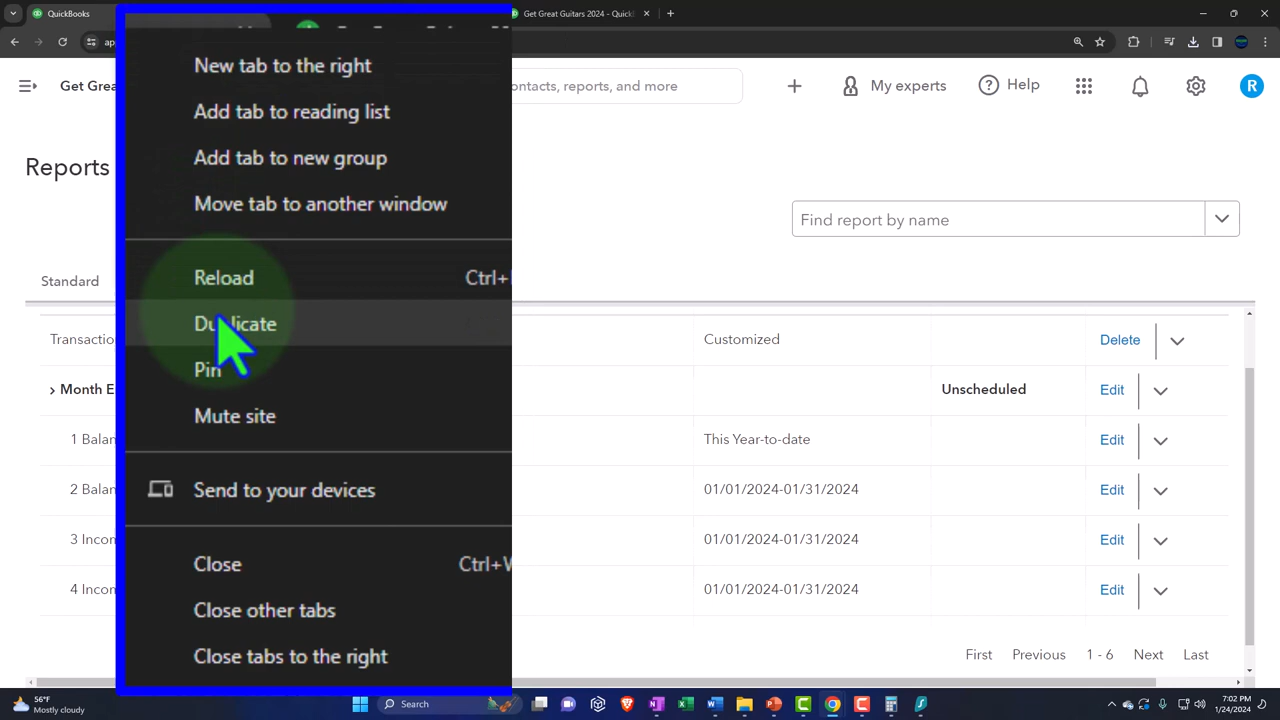 QuickBooks
Get Great Guitars 2024 - QuickB
app
New tab to the right
Add tab to reading list
Add tab to new group
Move tab to another window
Reload Ctrl+
Duplicate
Pin
Mute site
Send to your devices
Close Ctrl+W
Close other tabs
Close tabs to the right
Get Grea
ontacts, reports, and more
My experts
Help
R
Reports
Find report by name
Standard
Transactio Customized Delete
Month E Unscheduled Edit
1 Balan This Year-to-date Edit
2 Balan 01/01/2024-01/31/2024 Edit
3 Incon 01/01/2024-01/31/2024 Edit
4 Incon 01/01/2024-01/31/2024 Edit
First Previous 1 - 6 Next Last
56°F
Mostly cloudy
Search
7:02 PM
1/24/2024